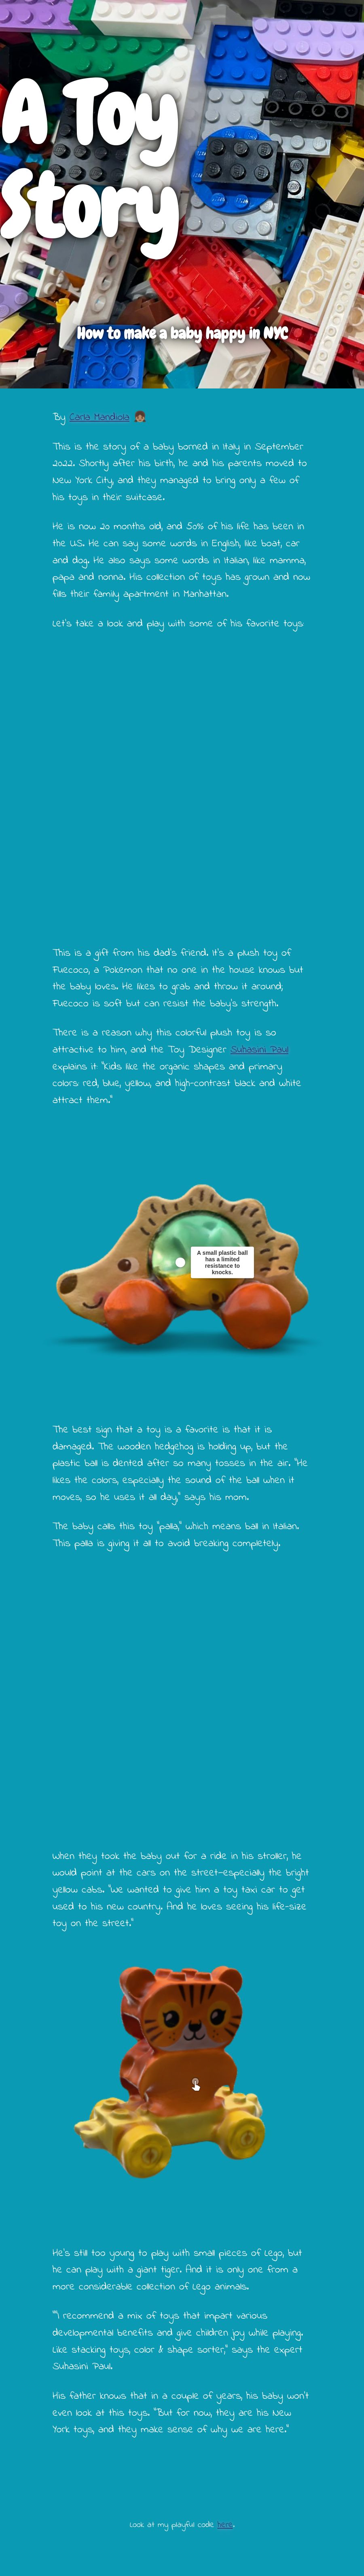 A Toy
Story
How to make a baby happy in NYC
By Carla Mandiola
This is the story of a baby borned in Italy in September
2022. Shortly after his birth, he and his parents moved to
New York City, and they managed to bring only a few of
his toys in their suitcase.
He is now 20 months old, and 50% of his life has been in
the U.S. He can say some words in English, like boat, car
and dog. He also says some words in Italian, like mamma,
papa and nonna. His collection of toys has grown and now
fills their family apartment in Manhattan.
Let's take a look and play with some of his favorite toys:
This is a gift from his dad's friend. It's a plush toy of
Fuecoco, a Pokemon that no one in the house knows but
the baby loves. He likes to grab and throw it around;
Fuecoco is soft but can resist the baby's strength.
There is a reason why this colorful plush toy is so
attractive to him, and the Toy Designer Suhasini Paul
explains it "Kids like the organic shapes and primary
colors: red, blue, yellow, and high-contrast black and white
attract them."
A small plastic ball
has a limited
resistance to
knocks.
The best sign that a toy is a favorite is that it is
damaged. The wooden hedgehog is holding up, but the
plastic ball is dented after so many tosses in the air. "He
likes the colors, especially the sound of the ball when it
moves, so he uses it all day," says his mom.
The baby calls this toy "palla," which means ball in Italian.
This palla is giving it all to avoid breaking completely.
When they took the baby out for a ride in his stroller, he
would point at the cars on the street—especially the bright
yellow cabs. "We wanted to give him a toy taxi car to get
used to his new country. And he loves seeing his life-size
toy on the street."
He's still too young to play with small pieces of Lego, but
he can play with a giant tiger. And it is only one from a
more considerable collection of Lego animals.
"I recommend a mix of toys that impart various
developmental benefits and give children joy while playing.
Like stacking toys, color & shape sorter," says the expert
Suhasini Paul.
His father knows that in a couple of years, his baby won't
even look at this toys. "But for now, they are his New
York toys, and they make sense of why we are here."
Look at my playful code here.